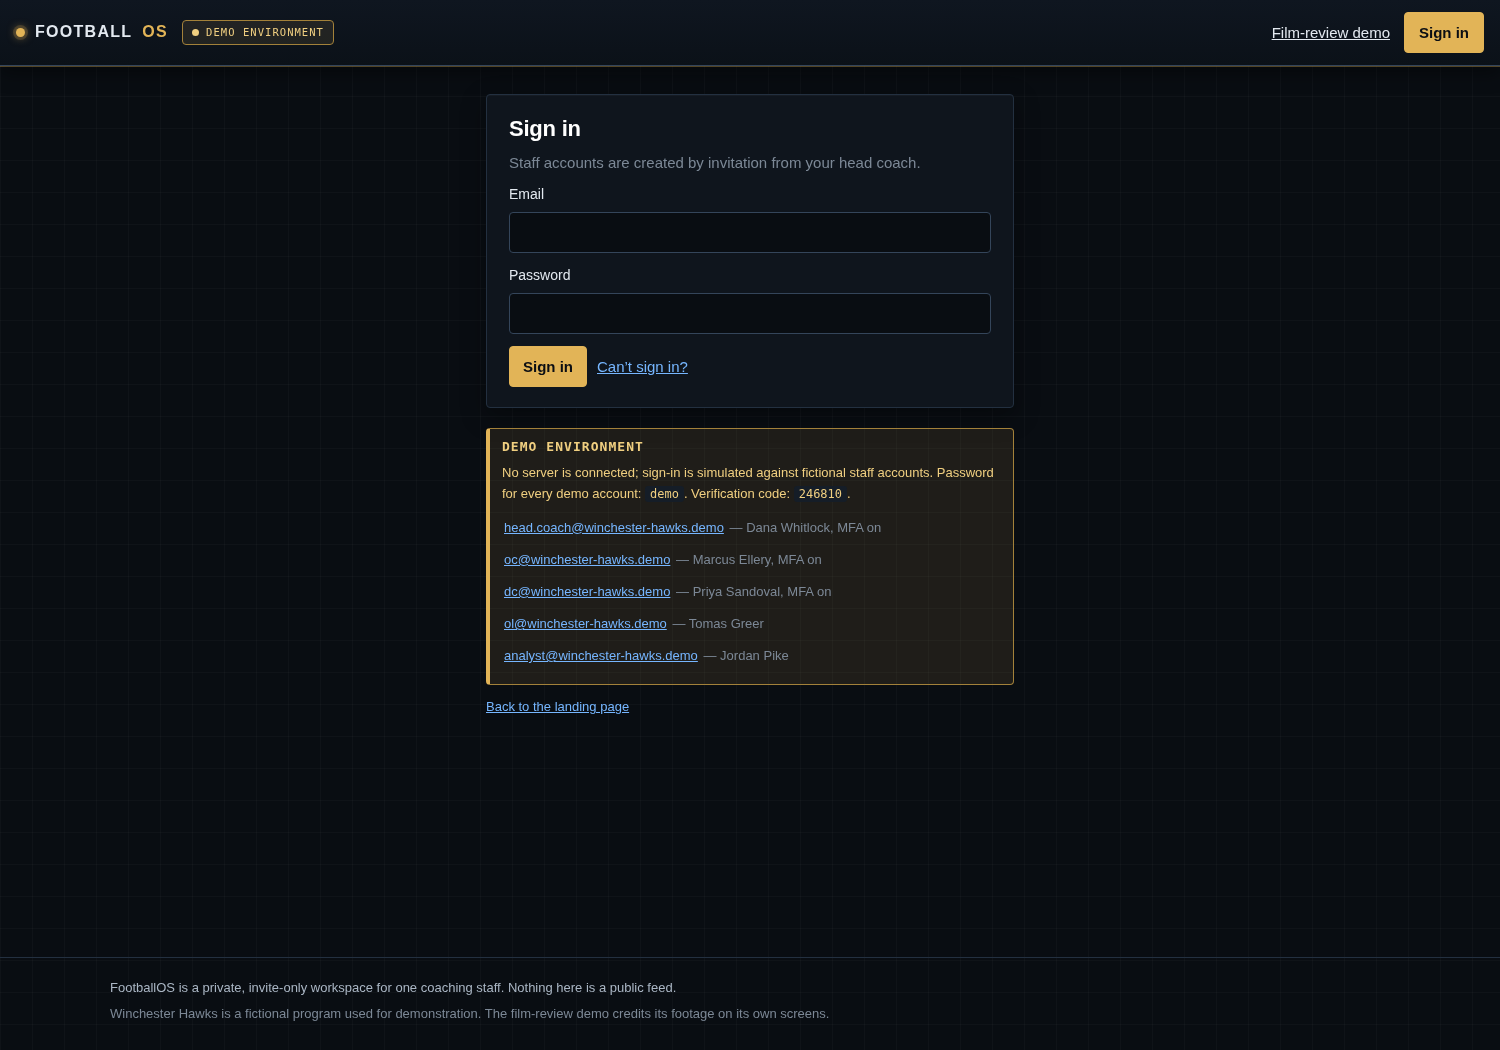 FOOTBALL OS
DEMO ENVIRONMENT
Film-review demo
Sign in
Sign in
Staff accounts are created by invitation from your head coach.
Email
Password
Sign in
Can't sign in?
DEMO ENVIRONMENT
No server is connected; sign-in is simulated against fictional staff accounts. Password
for every demo account: demo. Verification code: 246810.
head.coach@winchester-hawks.demo — Dana Whitlock, MFA on
oc@winchester-hawks.demo — Marcus Ellery, MFA on
dc@winchester-hawks.demo — Priya Sandoval, MFA on
ol@winchester-hawks.demo — Tomas Greer
analyst@winchester-hawks.demo — Jordan Pike
Back to the landing page
FootballOS is a private, invite-only workspace for one coaching staff. Nothing here is a public feed.
Winchester Hawks is a fictional program used for demonstration. The film-review demo credits its footage on its own screens.